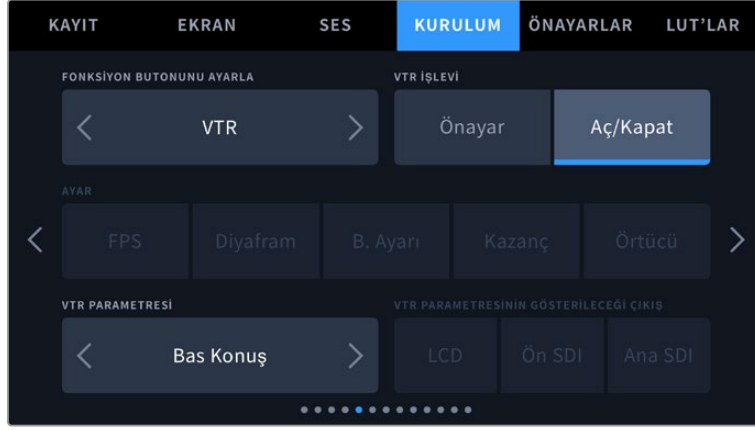 KAYIT EKRAN SES KURULUM ÖNAYARLAR LUT’LAR
FONKSİYON BUTONUNU AYARLA VTR İŞLEVİ
VTR Önayar Aç/Kapat
AYAR
FPS Diyafram B. Ayarı Kazanç Örtücü
VTR PARAMETRESİ VTR PARAMETRESİNİN GÖSTERİLECEĞİ ÇIKIŞ
Bas Konuş LCD Ön SDI Ana SDI